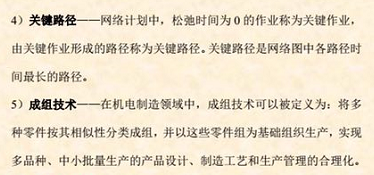 4）关键路径——网络计划中，松弛时间为 0 的作业称为关键作业，
由关键作业形成的路径称为关键路径。关键路径是网络图中各路径时
间最长的路径。
5）成组技术——在机电制造领域中，成组技术可以被定义为：将多
种零件按其相似性分类成组，并以这些零件组为基础组织生产，实现
多品种、中小批量生产的产品设计、制造工艺和生产管理的合理化。